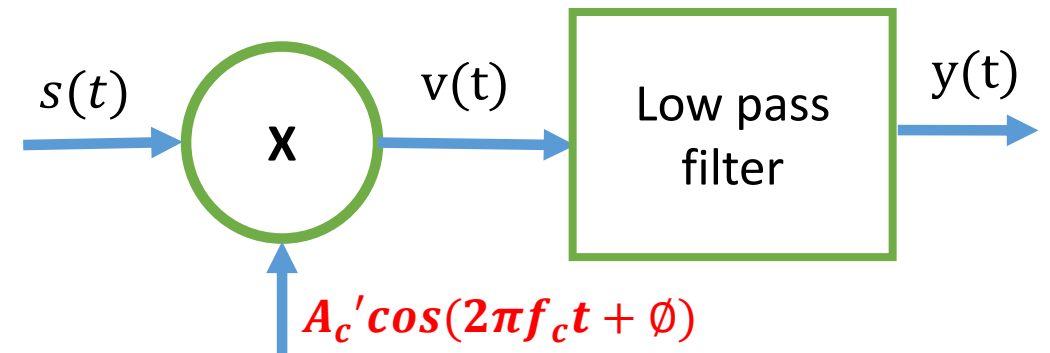 s(t)
X
v(t)
Low pass
filter
y(t)
A_c'cos(2πf_ct + ∅)